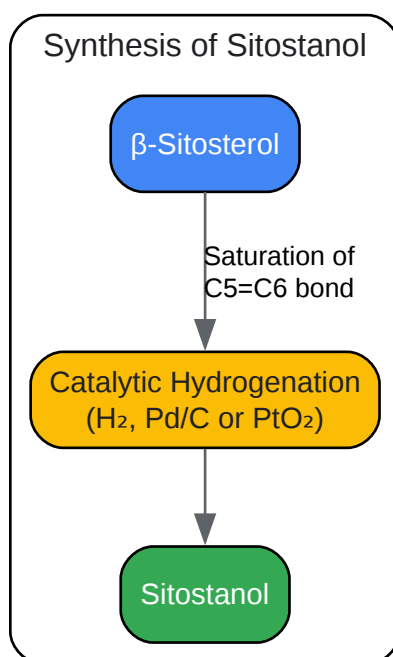 Synthesis of Sitostanol
β-Sitosterol
Saturation of
C5=C6 bond
Catalytic Hydrogenation
(H₂, Pd/C or PtO₂)
Sitostanol